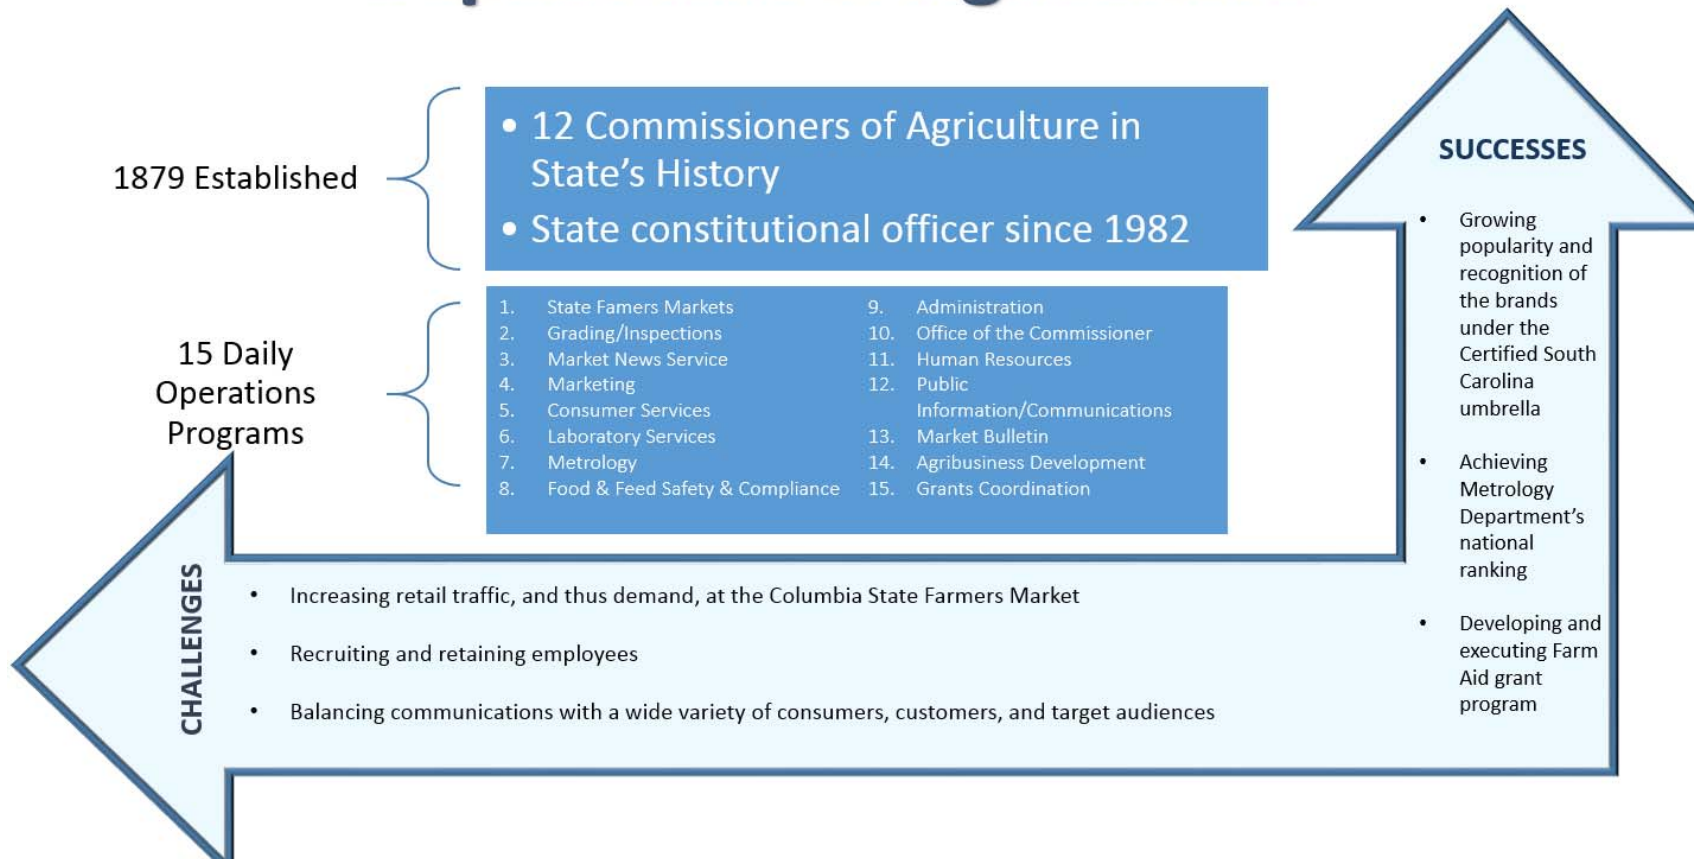 1879 Established
• 12 Commissioners of Agriculture in
State's History
• State constitutional officer since 1982
15 Daily
Operations
Programs
1. State Famers Markets
2. Grading/Inspections
3. Market News Service
4. Marketing
5. Consumer Services
6. Laboratory Services
7. Metrology
8. Food & Feed Safety & Compliance
9. Administration
10. Office of the Commissioner
11. Human Resources
12. Public
Information/Communications
13. Market Bulletin
14. Agribusiness Development
15. Grants Coordination
SUCCESSES
• Growing
popularity and
recognition of
the brands
under the
Certified South
Carolina
umbrella
• Achieving
Metrology
Department's
national
ranking
• Developing and
executing Farm
Aid grant
program
CHALLENGES
• Increasing retail traffic, and thus demand, at the Columbia State Farmers Market
• Recruiting and retaining employees
• Balancing communications with a wide variety of consumers, customers, and target audiences